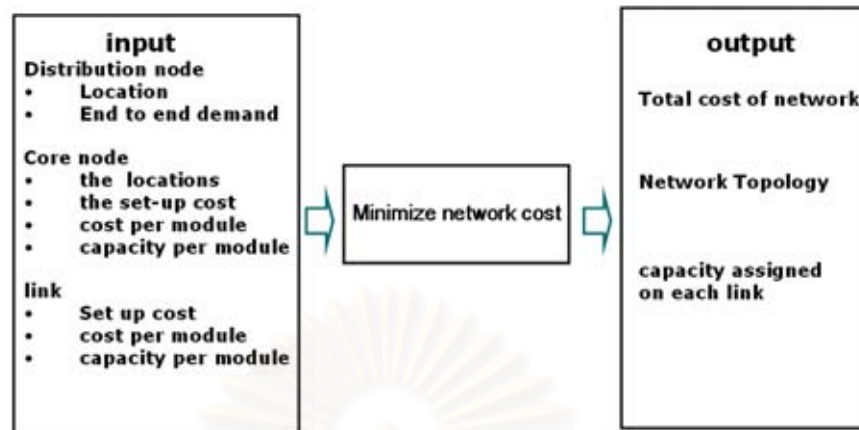 input
Distribution node
• Location
• End to end demand
Core node
• the locations
• the set-up cost
• cost per module
• capacity per module
link
• Set up cost
• cost per module
• capacity per module
Minimize network cost
output
Total cost of network
Network Topology
capacity assigned
on each link